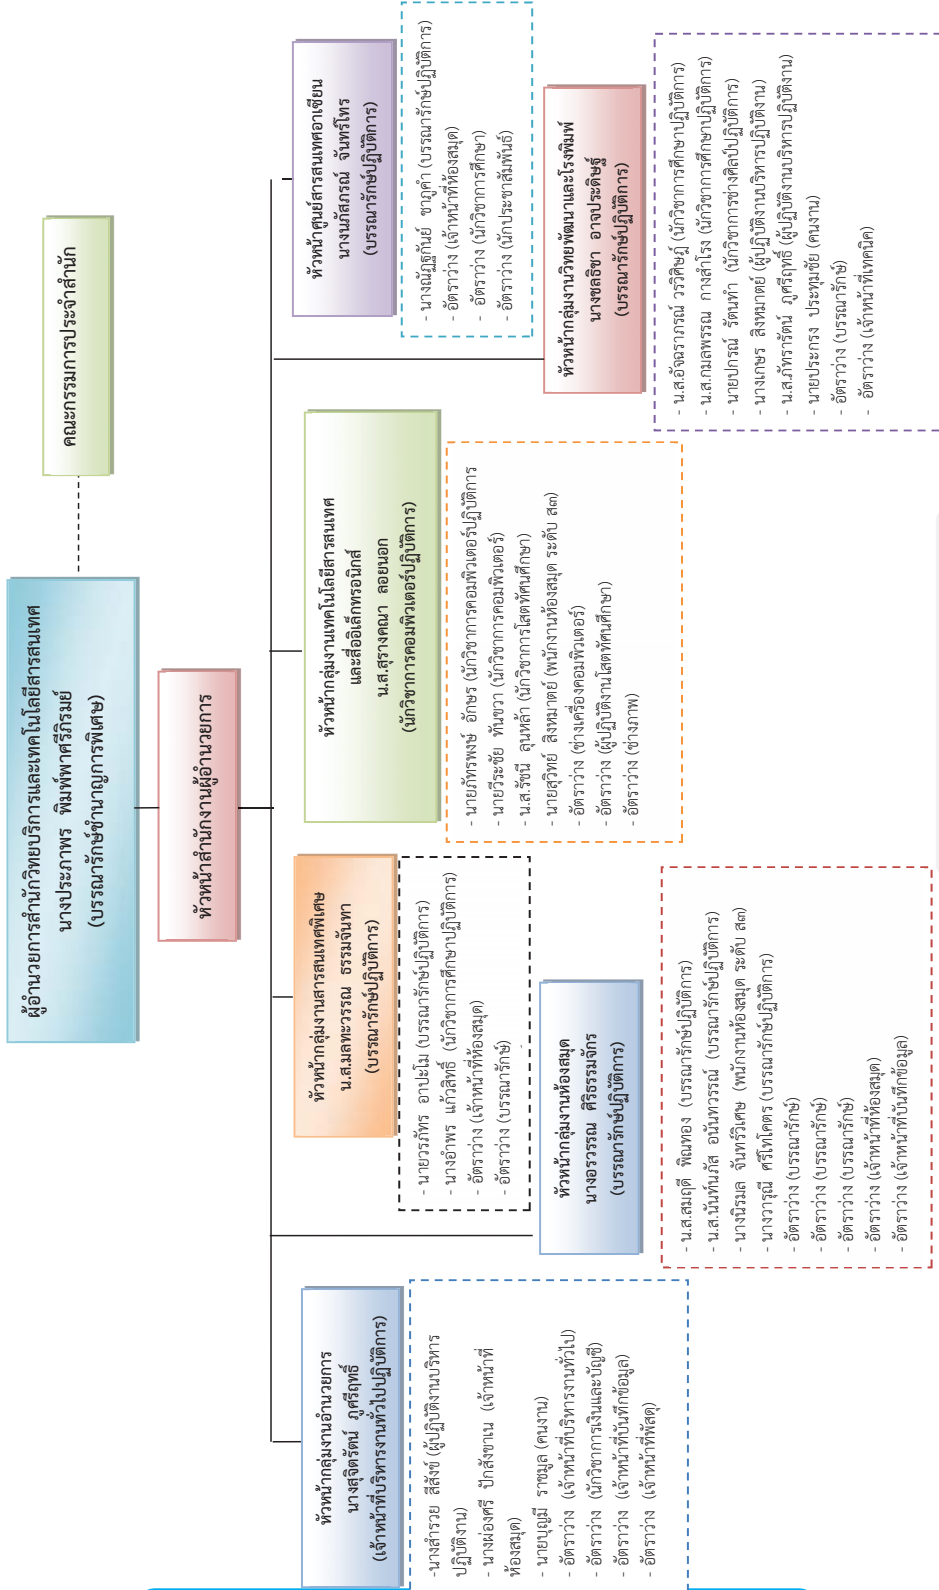 ผู้อำนวยการสำนักวิทยบริการและเทคโนโลยีสารสนเทศ
นางประภาพร พิมพ์พาศรีภิรมย์
(บรรณารักษ์ชำนาญการพิเศษ)
คณะกรรมการประจำสำนัก
หัวหน้าสำนักงานผู้อำนวยการ
หัวหน้ากลุ่มงานอำนวยการ
นางสุจิตรัตน์ ภูศรีฤทธิ์
(เจ้าหน้าที่บริหารงานทั่วไปปฏิบัติการ)
-นางสำรวย สีสังข์ (ผู้ปฏิบัติงานบริหาร
ปฏิบัติงาน)
- นางผ่องศรี ปักสังขาเน (เจ้าหน้าที่
ห้องสมุด)
- นายบุญมี ราชมูล (คนงาน)
- อัตราว่าง (เจ้าหน้าที่บริหารงานทั่วไป)
- อัตราว่าง (นักวิชาการเงินและบัญชี)
- อัตราว่าง (เจ้าหน้าที่บันทึกข้อมูล)
- อัตราว่าง (เจ้าหน้าที่พัสดุ)
หัวหน้ากลุ่มงานห้องสมุด
นางอรวรรณ ศิริธรรมจักร
(บรรณารักษ์ปฏิบัติการ)
- น.ส.สมฤดี พิณทอง (บรรณารักษ์ปฏิบัติการ)
- น.ส.นันท์นภัส อนันทวรรณ์ (บรรณารักษ์ปฏิบัติการ)
- นางนิรมล จันทร์วิเศษ (พนักงานห้องสมุด ระดับ ส๓)
- นางวารุณี ศรีโทโคตร (บรรณารักษ์ปฏิบัติการ)
- อัตราว่าง (บรรณารักษ์)
- อัตราว่าง (บรรณารักษ์)
- อัตราว่าง (บรรณารักษ์)
- อัตราว่าง (เจ้าหน้าที่ห้องสมุด)
- อัตราว่าง (เจ้าหน้าที่บันทึกข้อมูล)
หัวหน้ากลุ่มงานสารสนเทศพิเศษ
น.ส.มลทะวรรณ ธรรมจันทา
(บรรณารักษ์ปฏิบัติการ)
- นายวรภัทร อาปะโม (บรรณารักษ์ปฏิบัติการ)
- นางอำพร แก้วสิทธิ์ (นักวิชาการศึกษาปฏิบัติการ)
- อัตราว่าง (เจ้าหน้าที่ห้องสมุด)
- อัตราว่าง (บรรณารักษ์)
หัวหน้ากลุ่มงานเทคโนโลยีสารสนเทศ
และสื่ออิเล็กทรอนิกส์
น.ส.สุรางคณา ลอยนอก
(นักวิชาการคอมพิวเตอร์ปฏิบัติการ)
- นายภัทรพงษ์ อักษร (นักวิชาการคอมพิวเตอร์ปฏิบัติการ
- นายวีระชัย ทันขวา (นักวิชาการคอมพิวเตอร์)
- น.ส.รัชนี ลุนหล้า (นักวิชาการโสตทัศนศึกษา)
- นายสุวิทย์ สิงหมาตย์ (พนักงานห้องสมุด ระดับ ส๓)
- อัตราว่าง (ช่างเครื่องคอมพิวเตอร์)
- อัตราว่าง (ผู้ปฏิบัติงานโสตทัศนศึกษา)
- อัตราว่าง (ช่างภาพ)
หัวหน้ากลุ่มงานวิทยพัฒนาและโรงพิมพ์
นางชลธิชา อาจประดิษฐ์
(บรรณารักษ์ปฏิบัติการ)
- น.ส.อัจฉราภรณ์ วรวิศิษฎ์ (นักวิชาการศึกษาปฏิบัติการ)
- น.ส.กมลพรรณ กางสำโรง (นักวิชาการศึกษาปฏิบัติการ)
- นายปกรณ์ รัตนทำ (นักวิชาการช่างศิลป์ปฏิบัติการ)
- นางเกษร สิงหมาตย์ (ผู้ปฏิบัติงานบริหารปฏิบัติงาน)
- น.ส.ภัทรารัตน์ ภูศรีฤทธิ์ (ผู้ปฏิบัติงานบริหารปฏิบัติงาน)
- นายประกรง ประทุมชัย (คนงาน)
- อัตราว่าง (บรรณารักษ์)
- อัตราว่าง (เจ้าหน้าที่เทคนิค)
หัวหน้าศูนย์สารสนเทศอาเซียน
นางนภัสภรณ์ จันทร์โทร
(บรรณารักษ์ปฏิบัติการ)
- นางณัฏฐกันย์ ชาภูคำ (บรรณารักษ์ปฏิบัติการ)
- อัตราว่าง (เจ้าหน้าที่ห้องสมุด)
- อัตราว่าง (นักวิชาการศึกษา)
- อัตราว่าง (นักประชาสัมพันธ์)